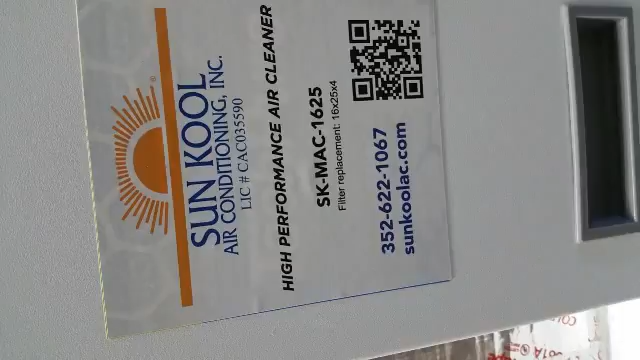 SUN KOOL
AIR CONDITIONING, INC.
LIC # CAC035590
HIGH PERFORMANCE AIR CLEANER
SK-MAC-1625
Filter replacement: 16x25x4
352-622-1067
sunkoolac.com